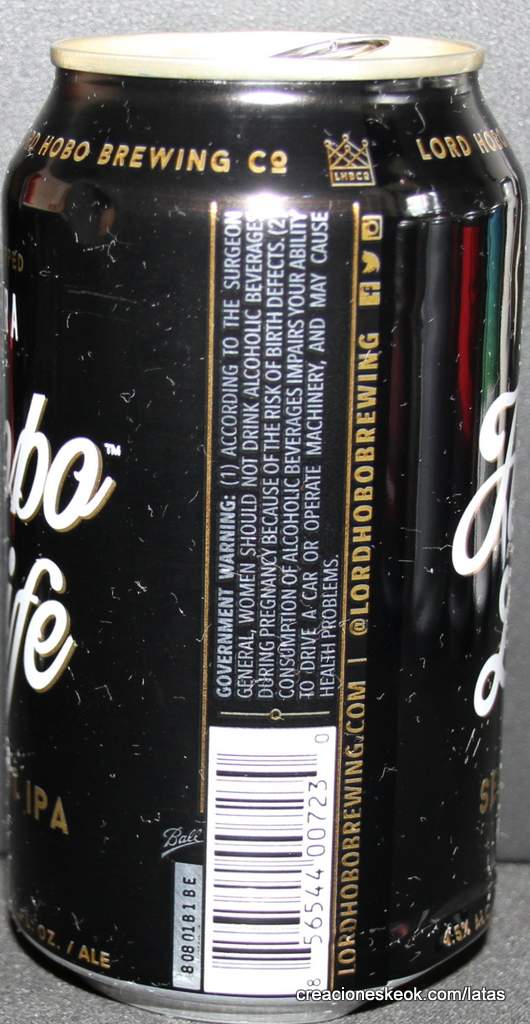 HOBO BREWING Cº
LHBCO
LORD HOBO
bo™
ife
IPA
OZ. / ALE
GOVERNMENT WARNING: (1) ACCORDING TO THE SURGEON
GENERAL, WOMEN SHOULD NOT DRINK ALCOHOLIC BEVERAGES
DURING PREGNANCY BECAUSE OF THE RISK OF BIRTH DEFECTS. (2)
CONSUMPTION OF ALCOHOLIC BEVERAGES IMPAIRS YOUR ABILITY
TO DRIVE A CAR OR OPERATE MACHINERY, AND MAY CAUSE
HEALTH PROBLEMS.
LORDHOBOBREWING.COM | @LORDHOBOBREWING
Ball
80801B1BE
8 56544 00723 0
4.5%
creacioneskeok.com/latas